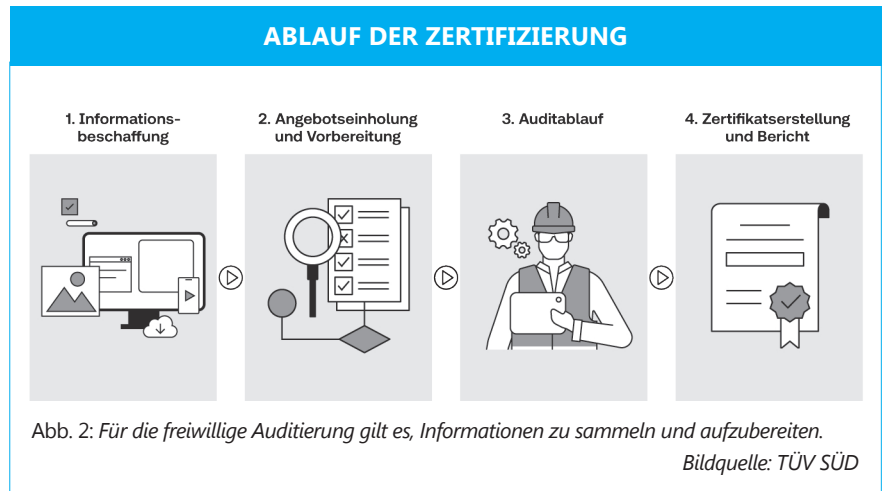 ABLAUF DER ZERTIFIZIERUNG
1. Informations-
beschaffung
2. Angebotseinholung
und Vorbereitung
3. Auditablauf
4. Zertifikatserstellung
und Bericht
Abb. 2: Für die freiwillige Auditierung gilt es, Informationen zu sammeln und aufzubereiten.
Bildquelle: TÜV SÜD